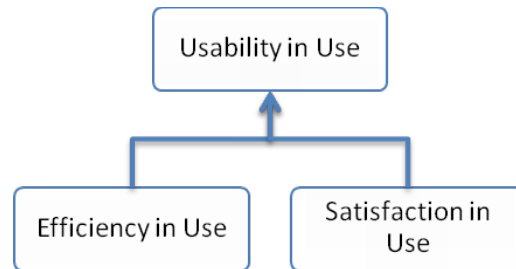 Usability in Use
Efficiency in Use
Satisfaction in
Use